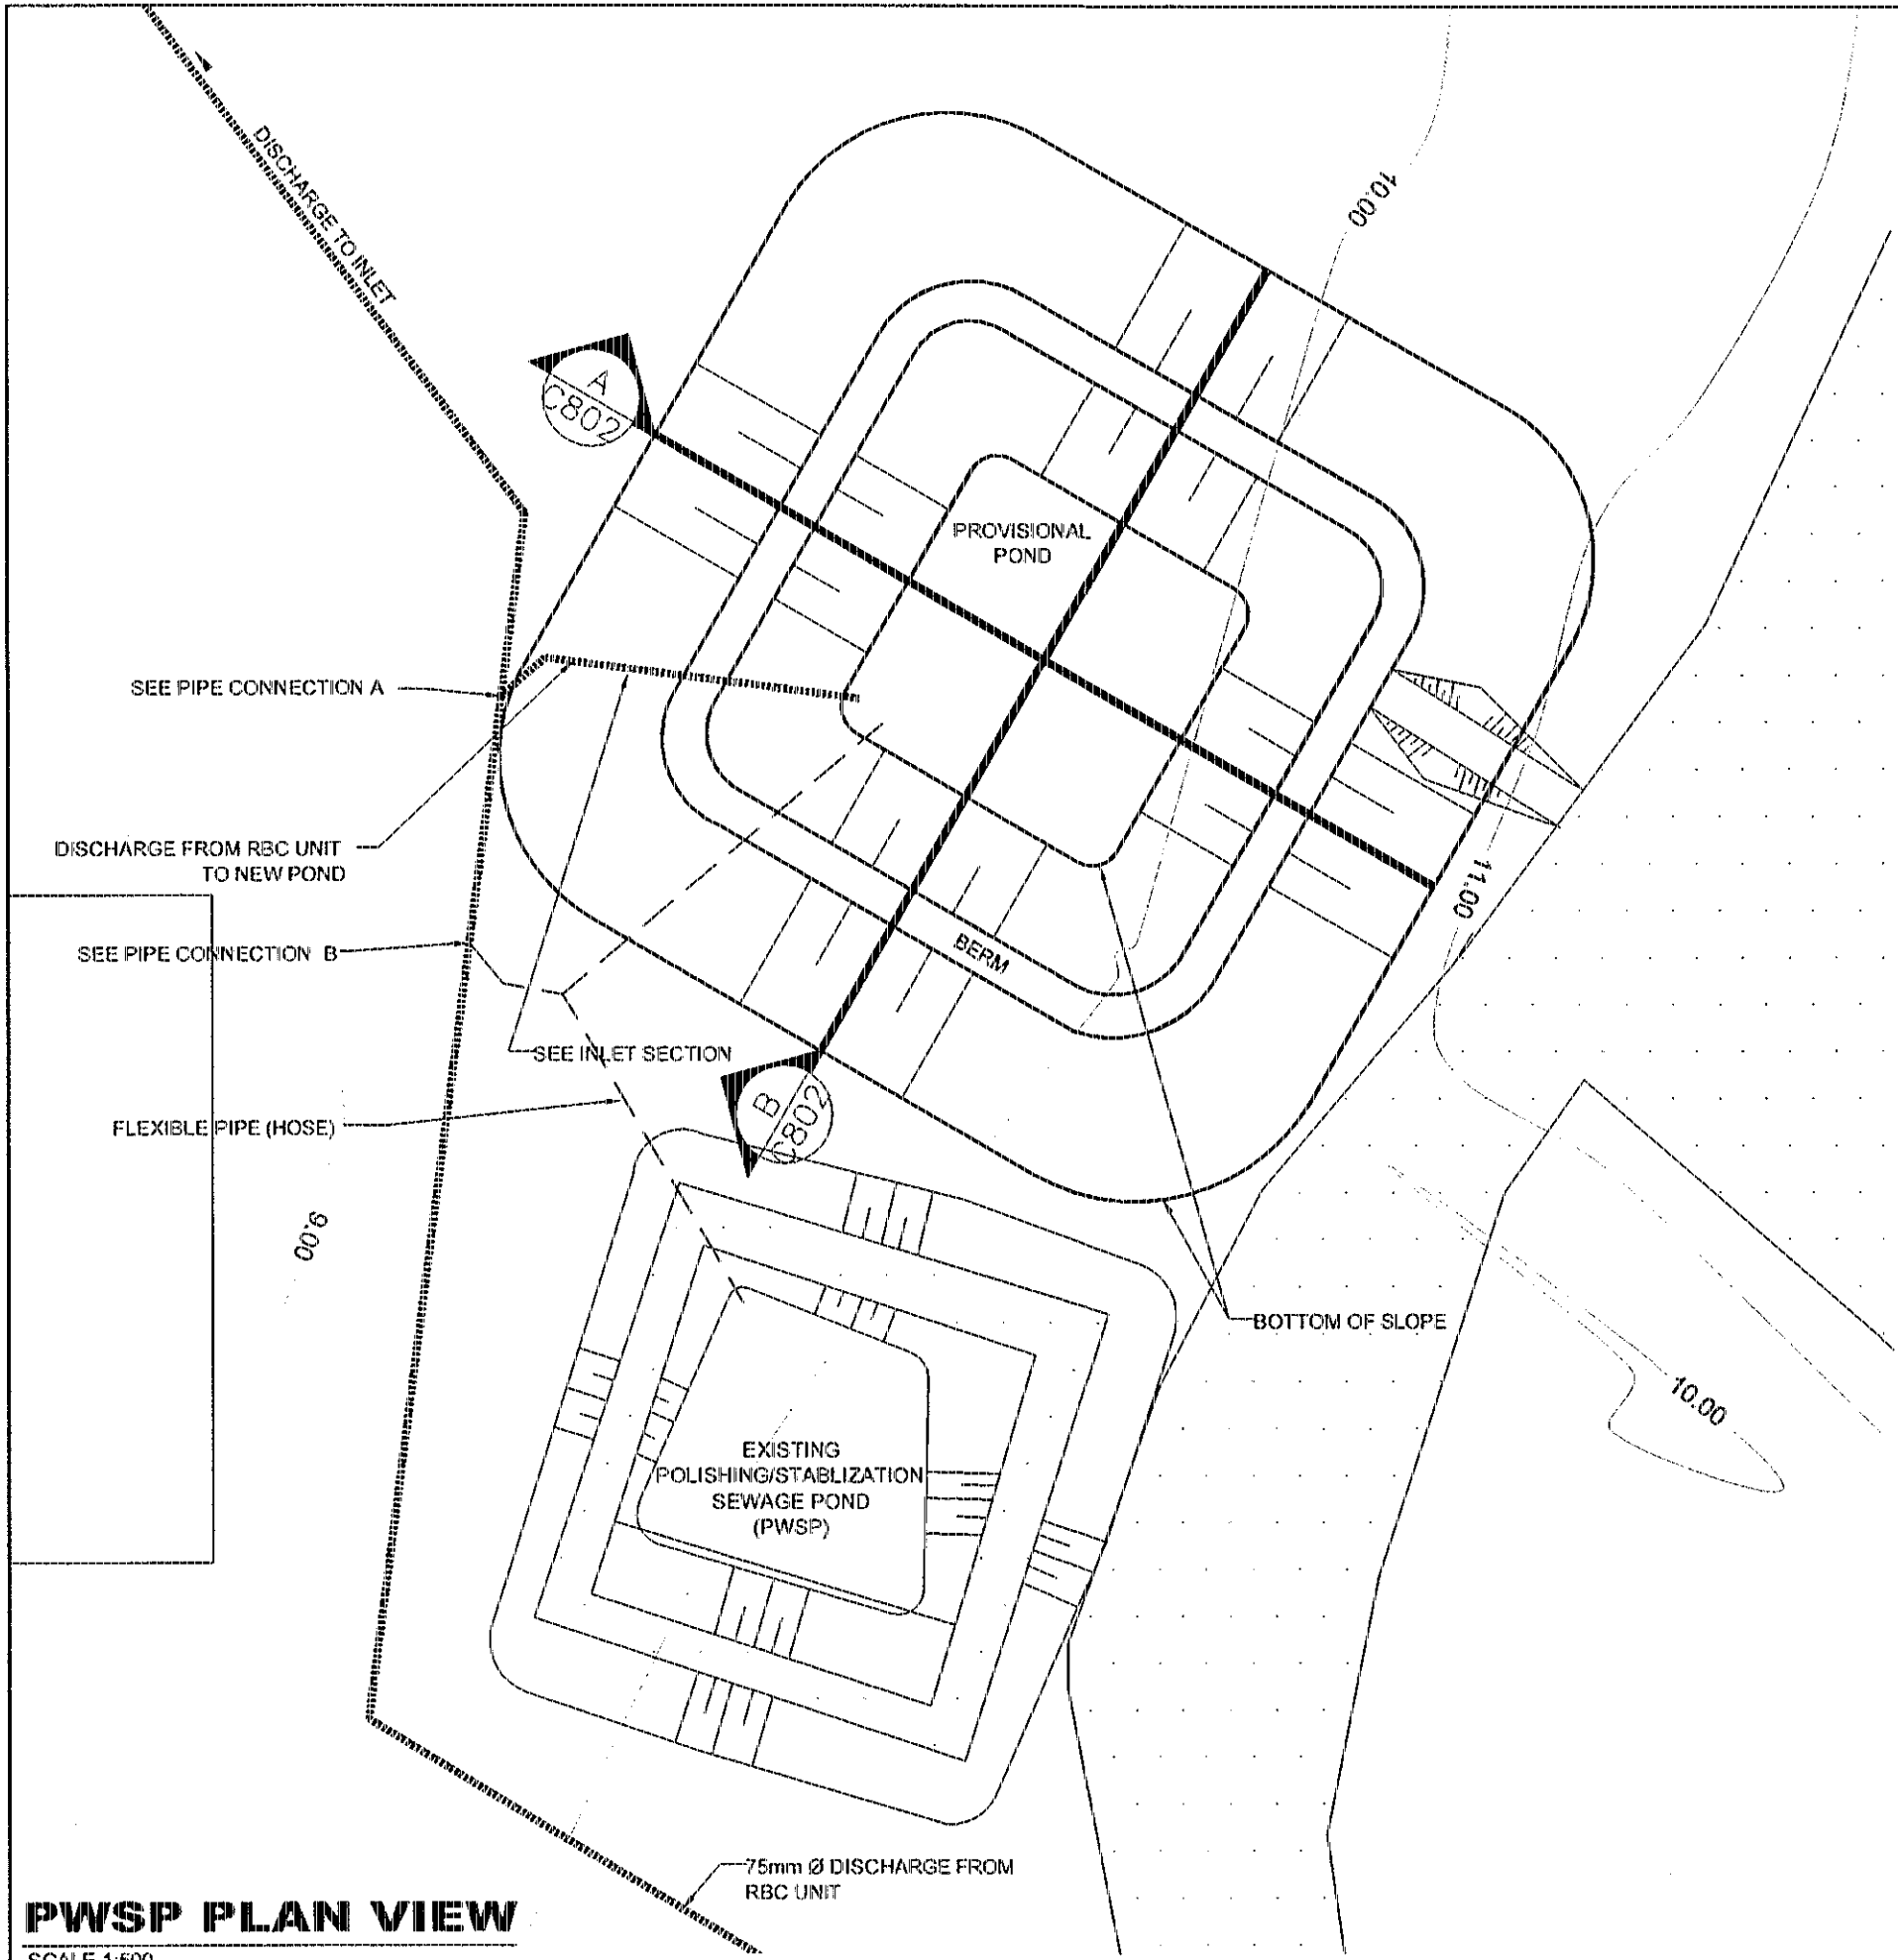 DISCHARGE TO INLET
10.00
A
C802
PROVISIONAL
POND
SEE PIPE CONNECTION A
DISCHARGE FROM RBC UNIT
TO NEW POND
11.00
SEE PIPE CONNECTION B
BERM
SEE INLET SECTION
B
C802
FLEXIBLE PIPE (HOSE)
9.00
BOTTOM OF SLOPE
10.00
EXISTING
POLISHING/STABLIZATION
SEWAGE POND
(PWSP)
75mm Ø DISCHARGE FROM
RBC UNIT
PWSP PLAN VIEW
SCALE 1:500